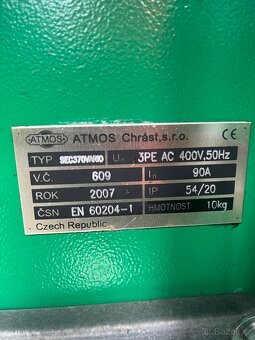 ATMOS ATMOS Chrást, s.r.o. CE
TYP SEC370VARIO Un 3PE AC 400V,50Hz
V.Č. 609 In 90A
ROK 2007 IP 54/20
ČSN EN 60204-1 HMOTNOST 10kg
Czech Republic